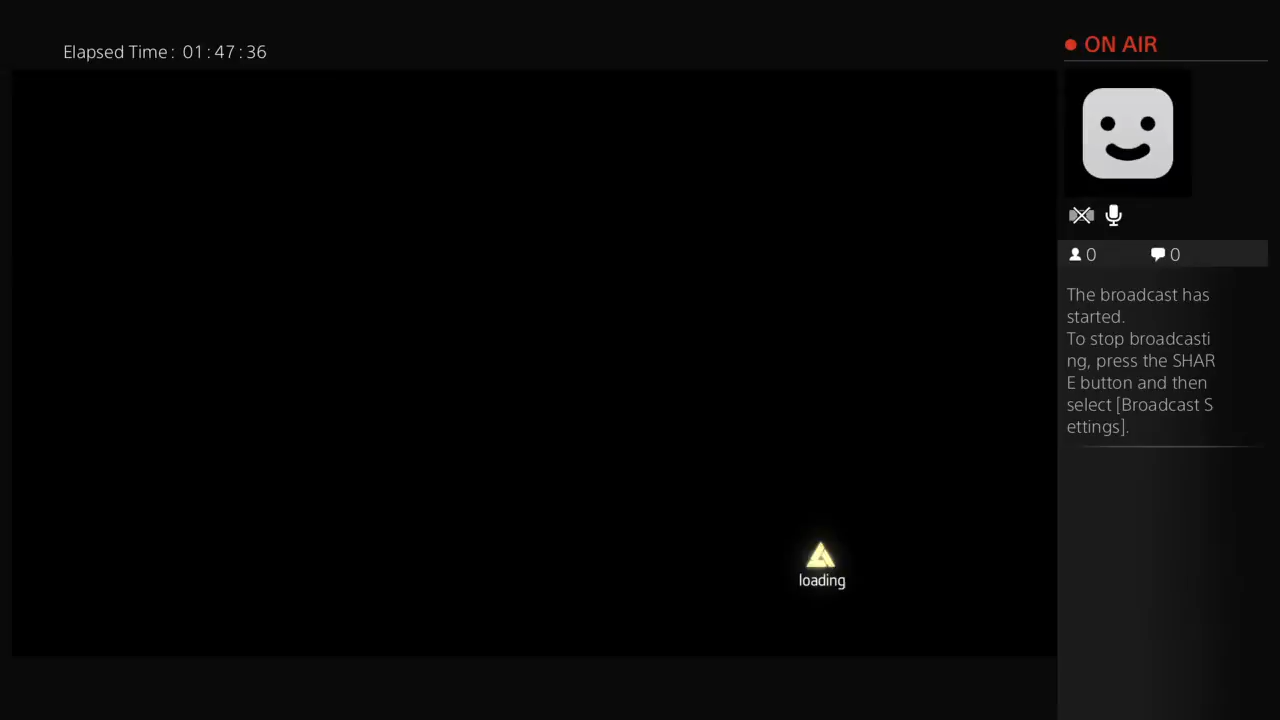 Elapsed Time : 01 : 47 : 36
ON AIR
0 0
The broadcast has
started.
To stop broadcasti
ng, press the SHAR
E button and then
select [Broadcast S
ettings].
loading